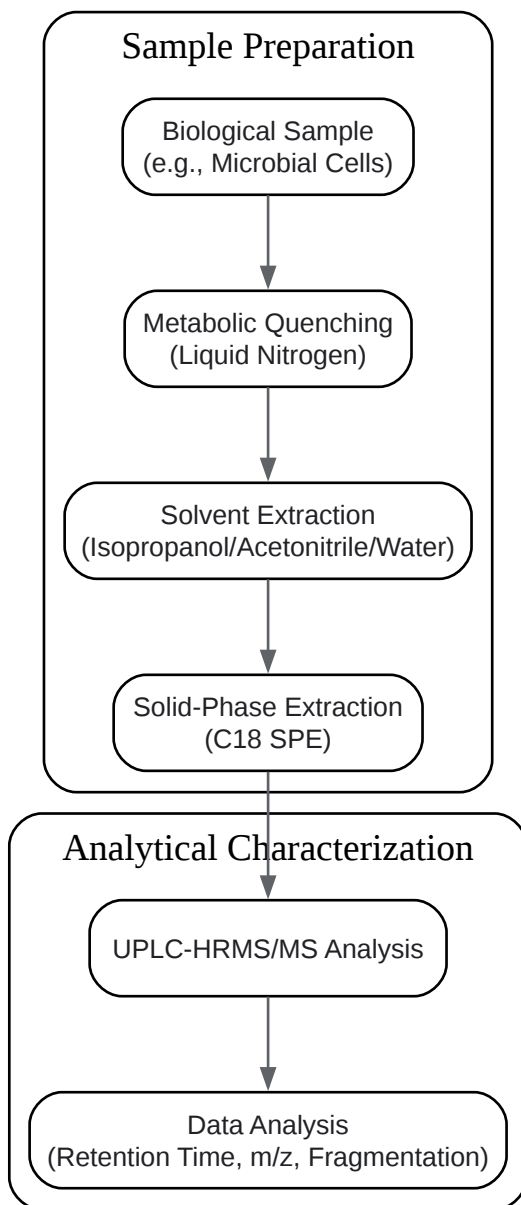 Sample Preparation
Biological Sample
(e.g., Microbial Cells)
Metabolic Quenching
(Liquid Nitrogen)
Solvent Extraction
(Isopropanol/Acetonitrile/Water)
Solid-Phase Extraction
(C18 SPE)
Analytical Characterization
UPLC-HRMS/MS Analysis
Data Analysis
(Retention Time, m/z, Fragmentation)